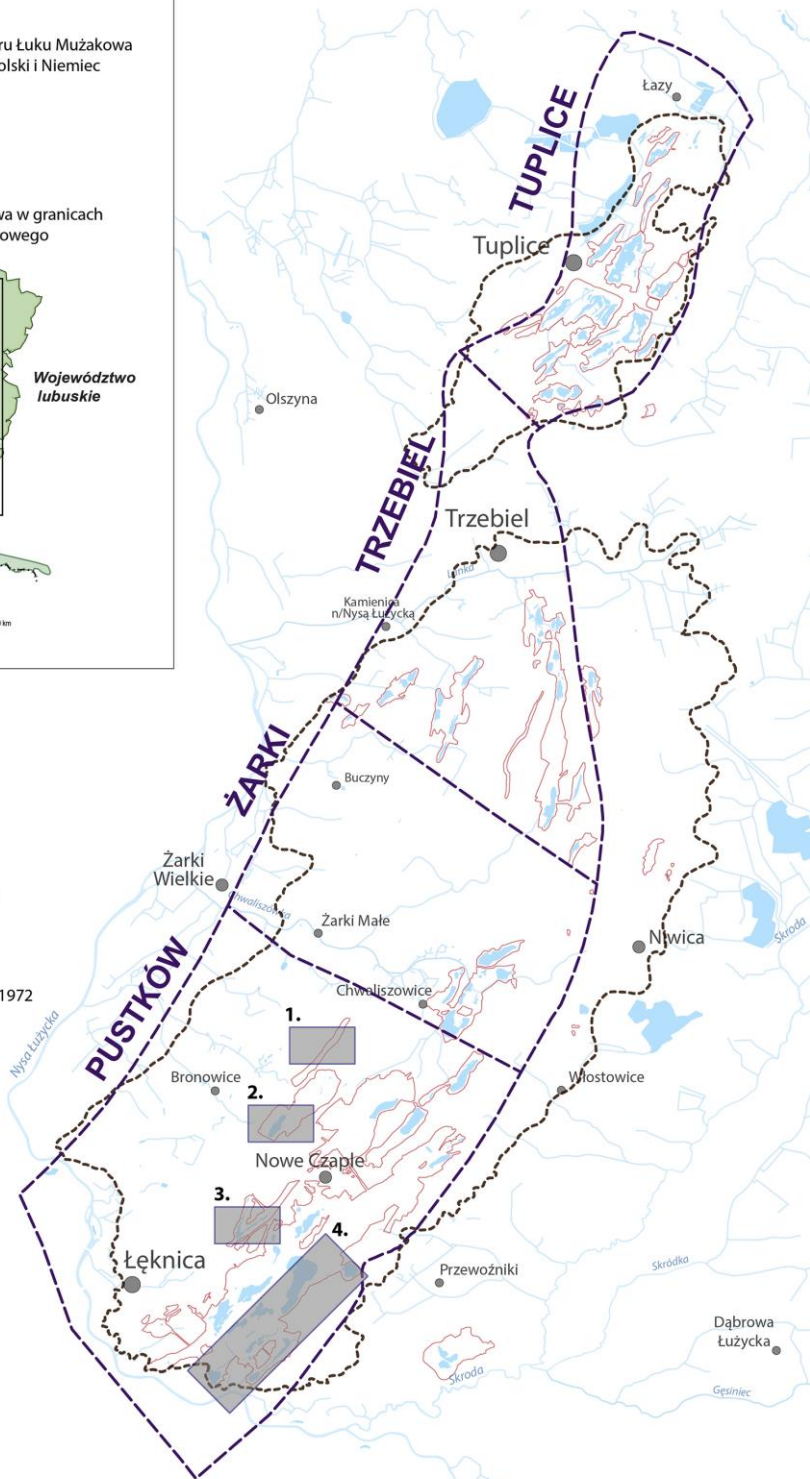 ru Łuku Mużakowa
olski i Niemiec
wa w granicach
owego
Województwo
lubuskie
km
1972
Łazy
TUPLICE
Tuplice
Olszyna
TRZEBIEL
Trzebiel
Lanka
Kamienica
n/Nysą Łużycką
ŻARKI
Buczyny
Żarki
Wielkie
Chwaliszówka
Żarki Małe
Niwica
Skroda
PUSTKÓW
Chwaliszowice
Nysa Łużycka
1.
Bronowice
Włostowice
2.
Nowe Czaple
3.
4.
Łęknica
Przewoźniki
Skródka
Dąbrowa
Łużycka
Skroda
Gęsiniec